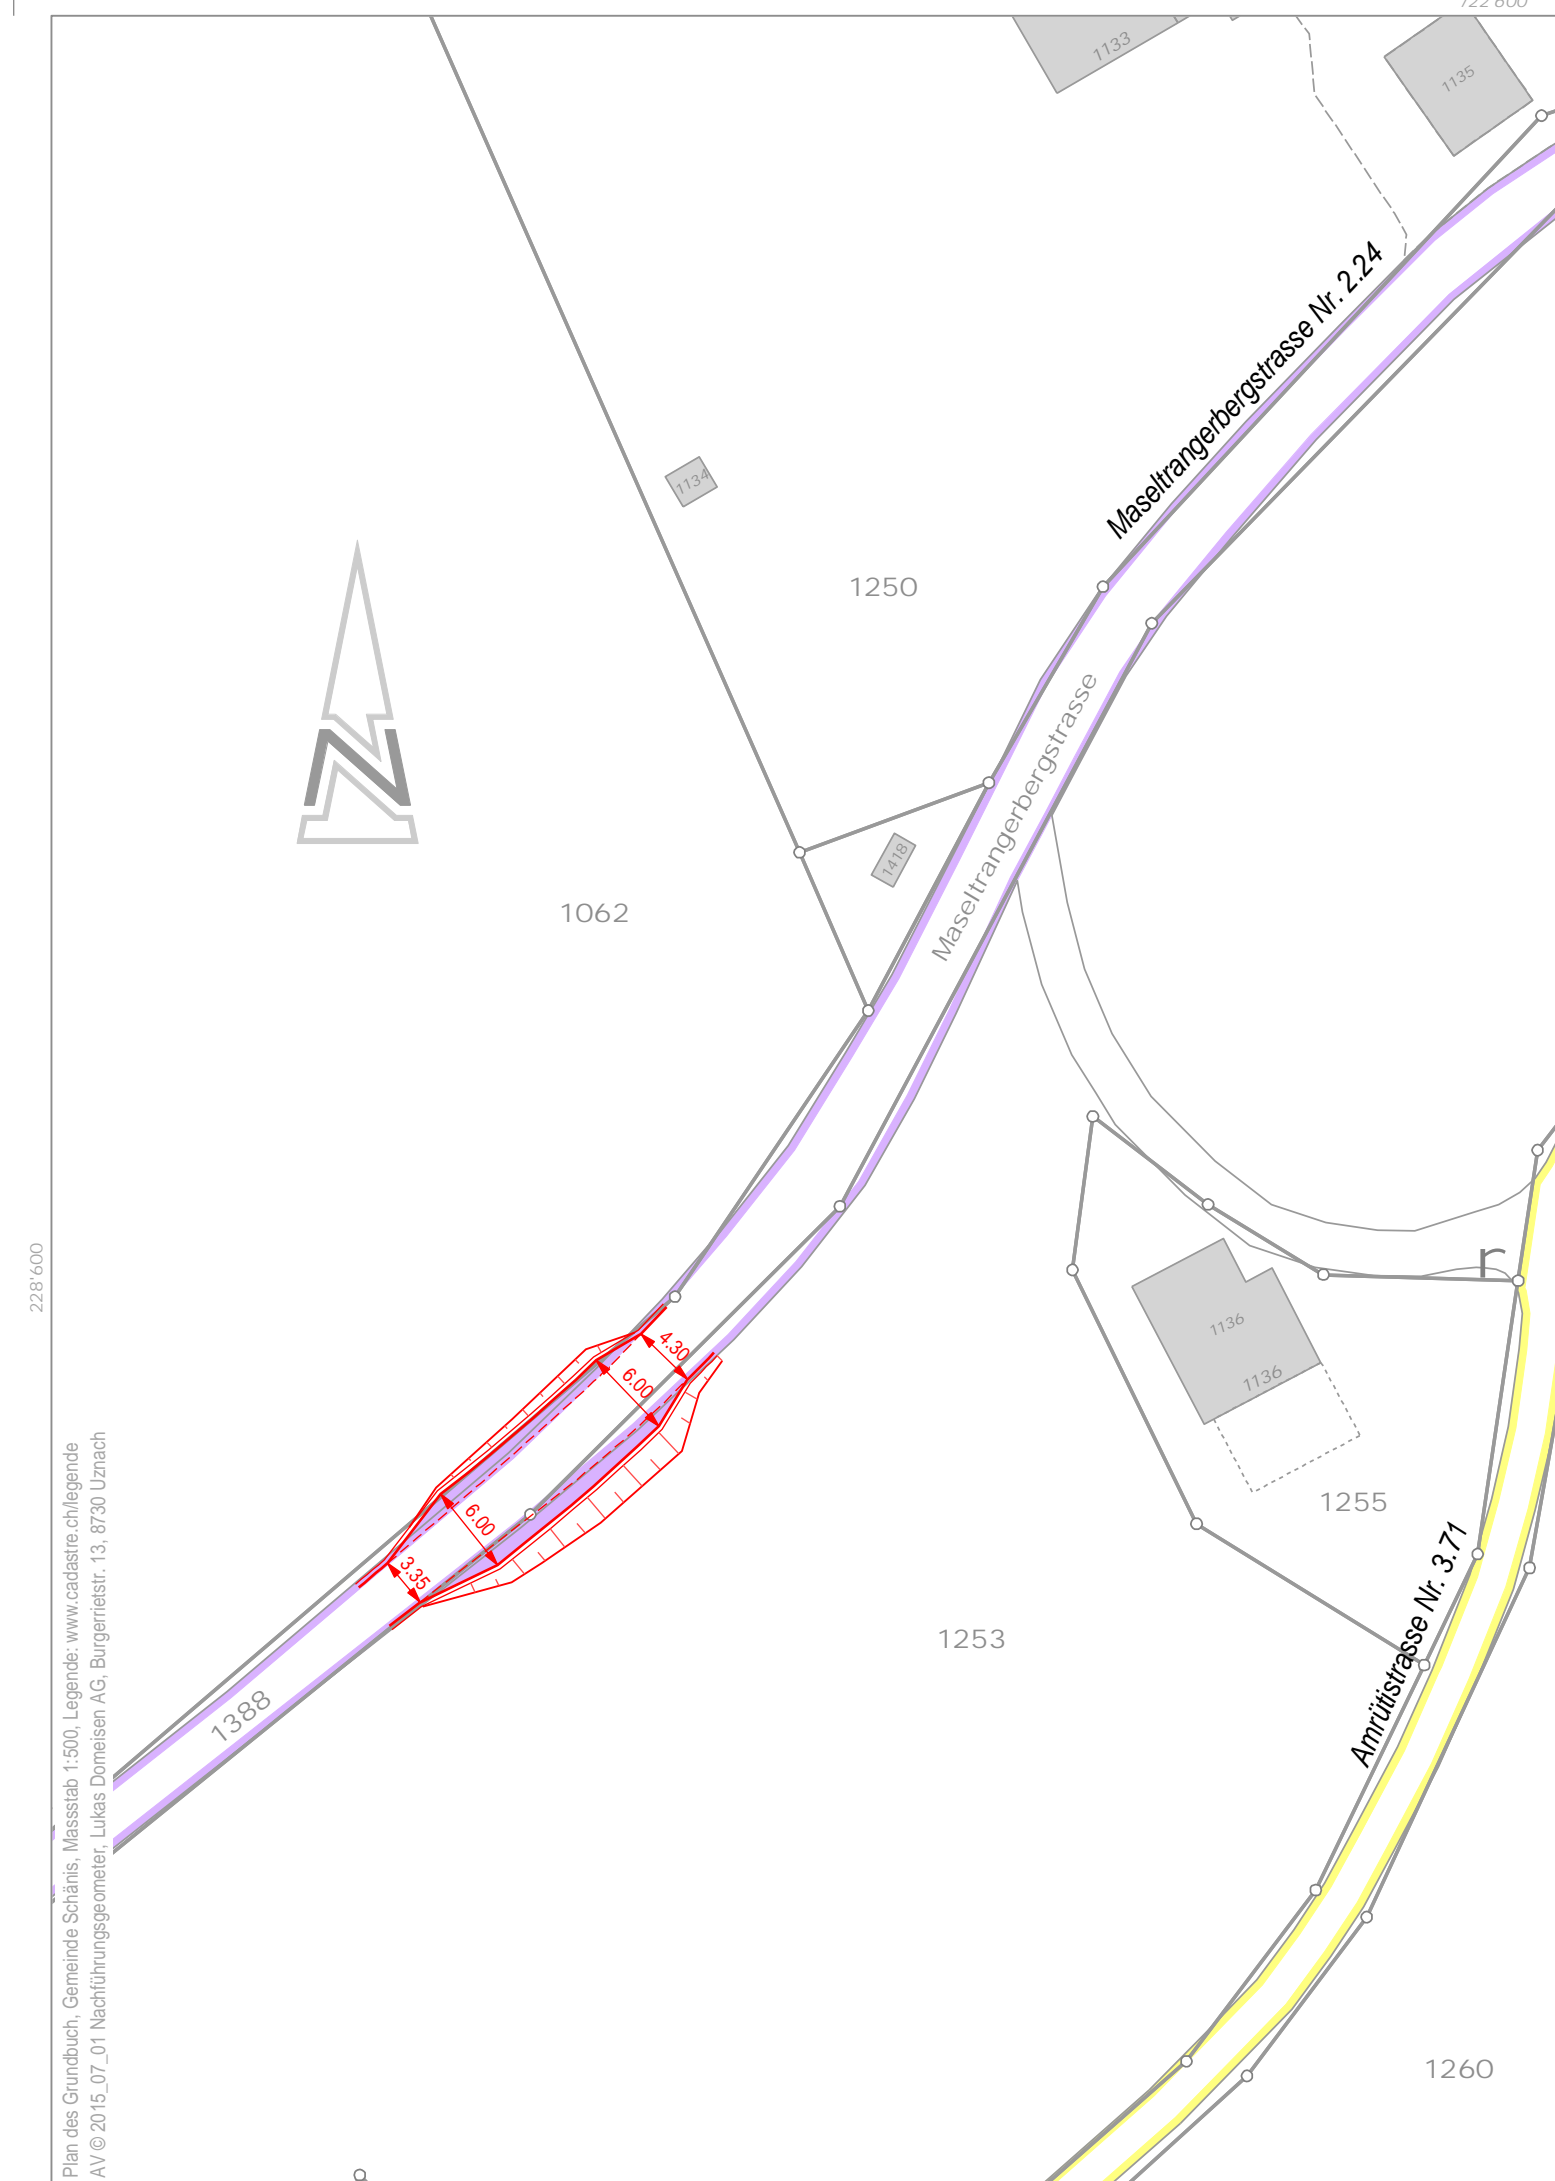 722'600
1133
1135
Maseltrangerbergstrasse Nr. 2.24
1134
1250
Maseltrangerbergstrasse
N
1418
1062
228'600
r
1136
1136
4.30
6.00
6.00
3.35
1255
1253
Amrütistrasse Nr. 3.71
1388
1260
Plan des Grundbuch, Gemeinde Schänis, Massstab 1:500, Legende: www.cadastre.ch/legende
AV © 2015_07_01 Nachführungsgeometer, Lukas Domeisen AG, Burgerrietstr. 13, 8730 Uznach